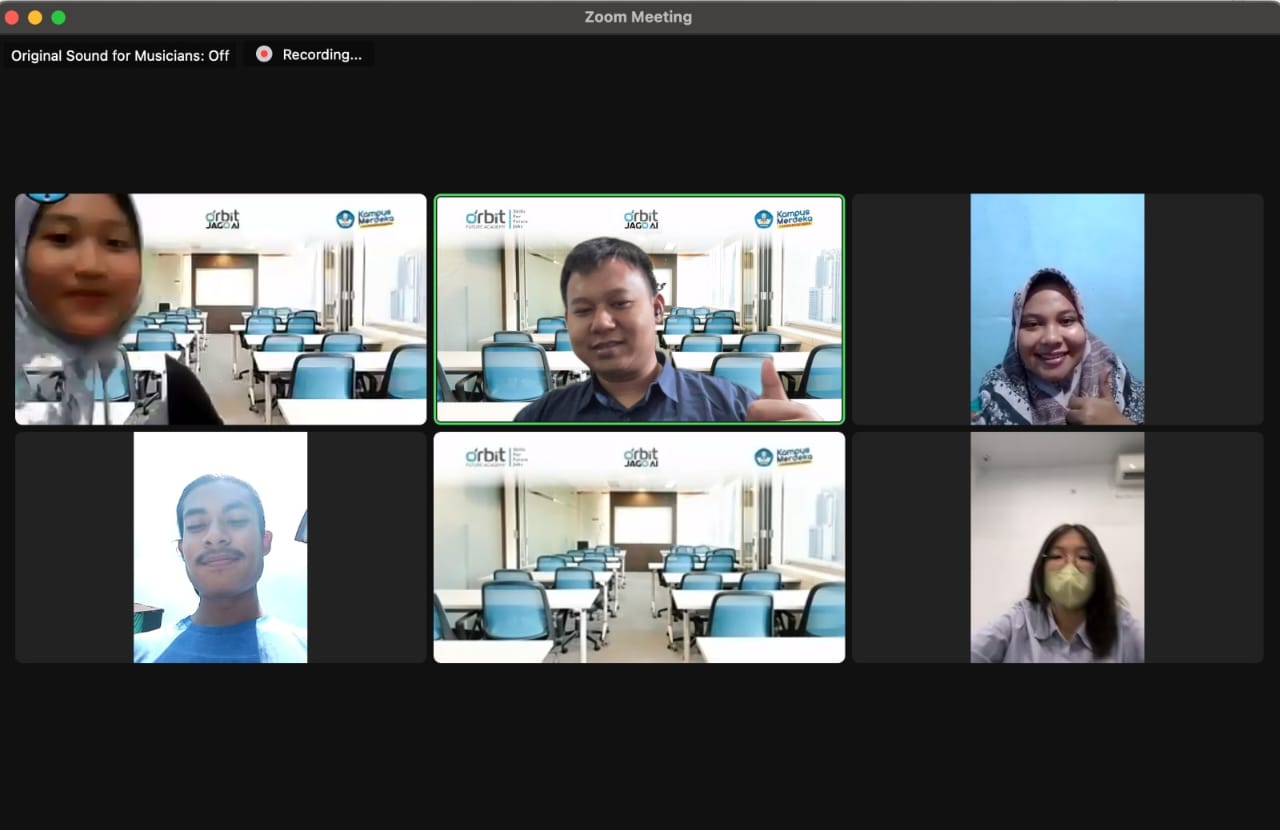 Zoom Meeting
Original Sound for Musicians: Off
Recording...
orbit
JAGO AI
Kampus
Merdeka
orbit
FUTURE ACADEMY
Skills
For
Future
Jobs
orbit
JAGO AI
Kampus
Merdeka
orbit
FUTURE ACADEMY
Skills
For
Future
Jobs
orbit
JAGO AI
Kampus
Merdeka